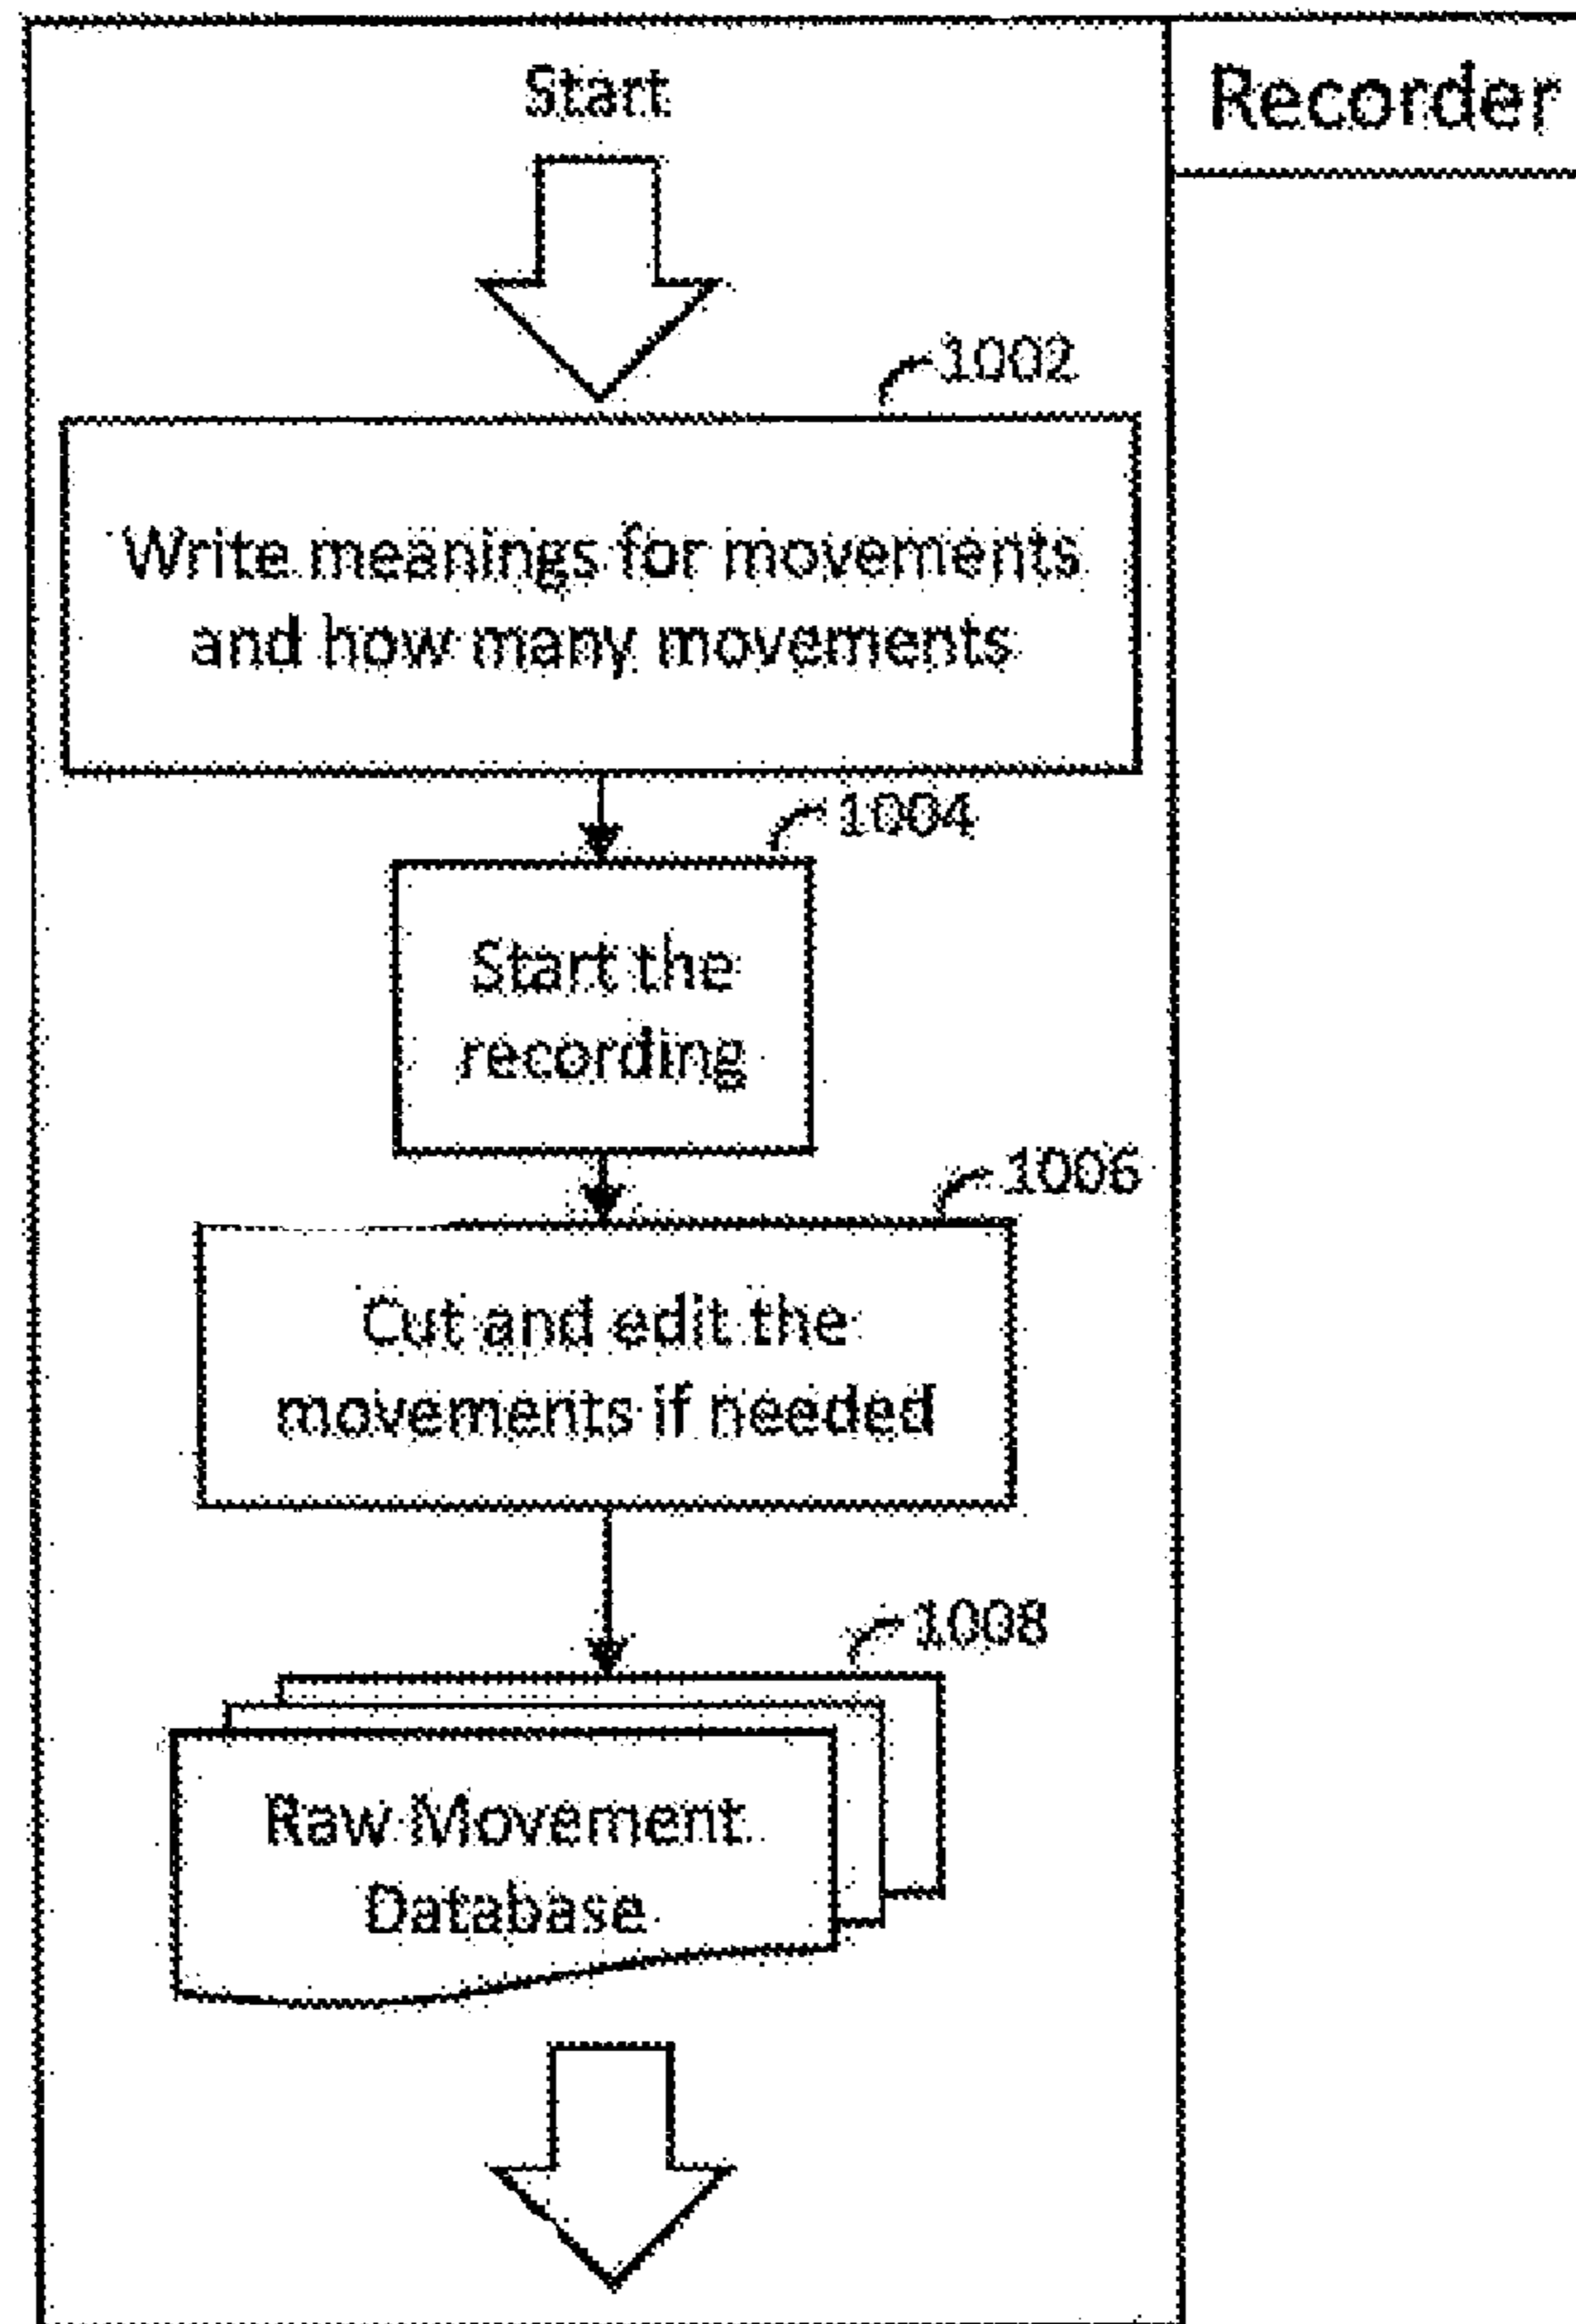 Start
Recorder
1002
Write meanings for movements
and how many movements
1004
Start the
recording
1006
Cut and edit the
movements if needed
1008
Raw Movement
Database